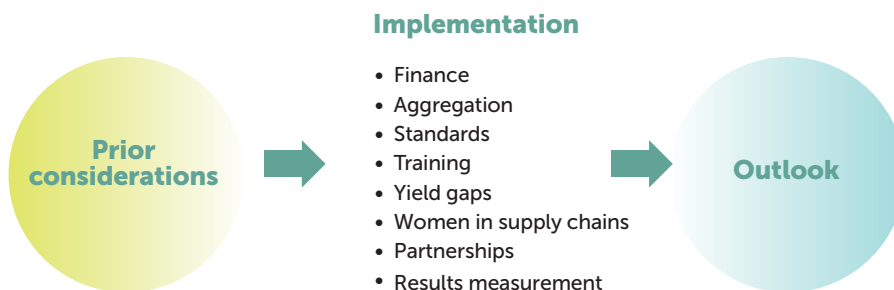 Implementation
Prior
considerations
• Finance
• Aggregation
• Standards
• Training
• Yield gaps
• Women in supply chains
• Partnerships
• Results measurement
Outlook